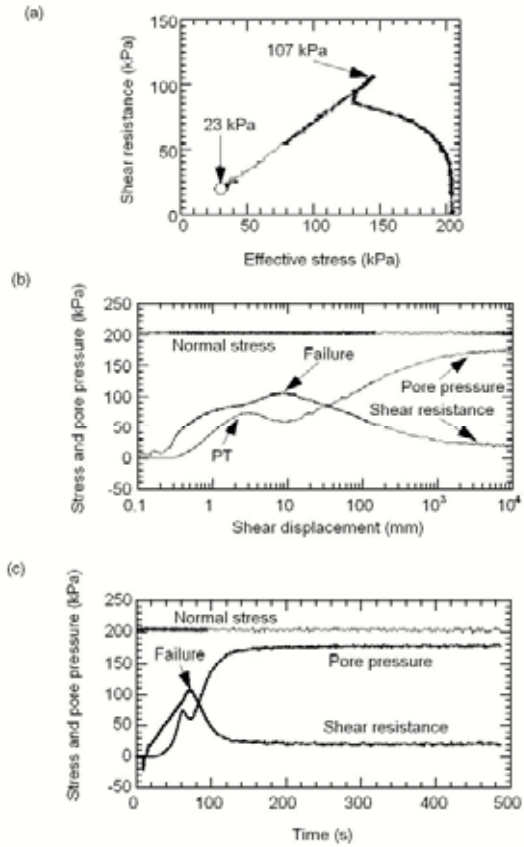 (a)
150
107 kPa
100
23 kPa
50
0
0 50 100 150 200
Shear resistance (kPa)
Effective stress (kPa)
(b)
250
200
Normal stress
Failure
150
100
Pore pressure
50
Shear resistance
0
PT
-50
0.1 1 10 100 10³ 10⁴
Stress and pore pressure (kPa)
Shear displacement (mm)
(c)
250
Normal stress
200
Failure
Pore pressure
150
100
Shear resistance
50
0
-50
0 100 200 300 400 500
Stress and pore pressure (kPa)
Time (s)